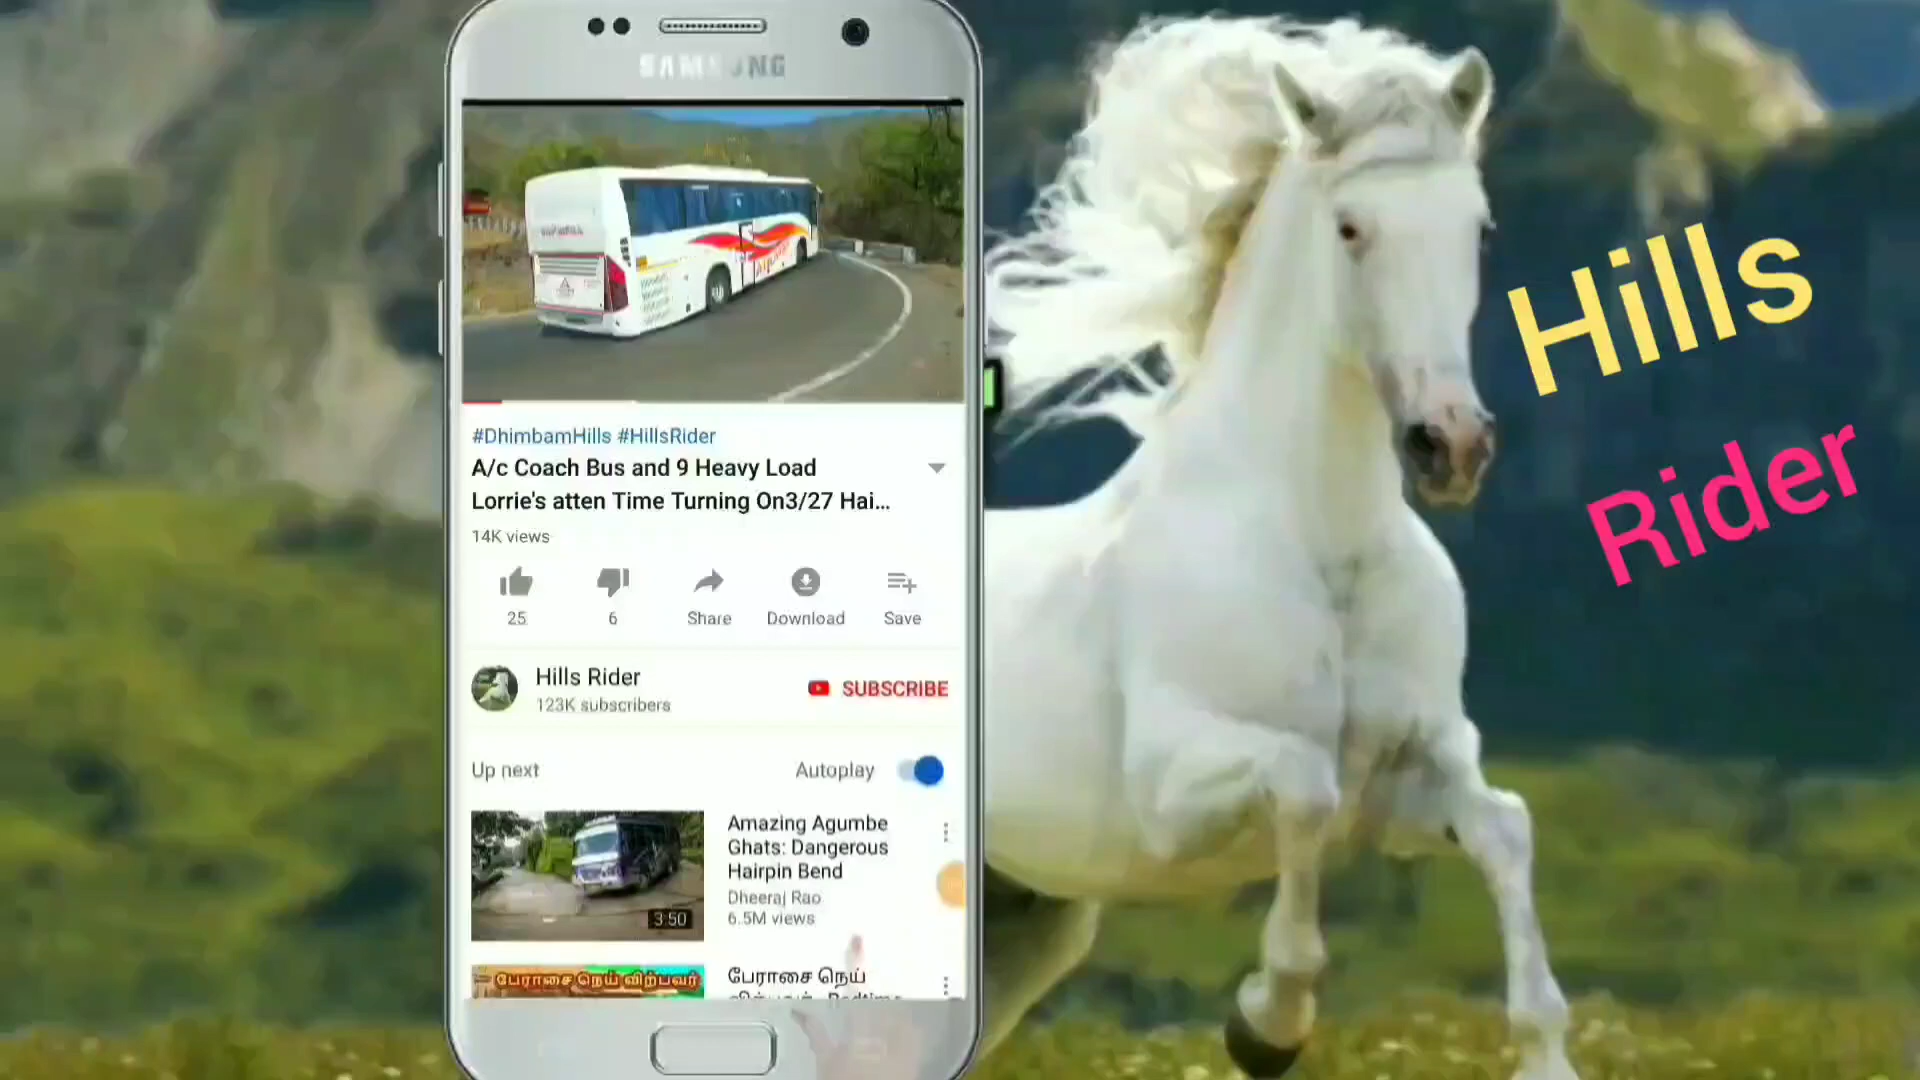 SAMSUNG
#DhimbamHills #HillsRider
A/c Coach Bus and 9 Heavy Load
Lorrie's atten Time Turning On3/27 Hai...
14K views
25
6
Share
Download
Save
Hills Rider
123K subscribers
SUBSCRIBE
Up next
Autoplay
Amazing Agumbe
Ghats: Dangerous
Hairpin Bend
Dheeraj Rao
6.5M views
3:50
பேராசை நெய் விற்பவர்
பேராசை நெய்
Hills
Rider